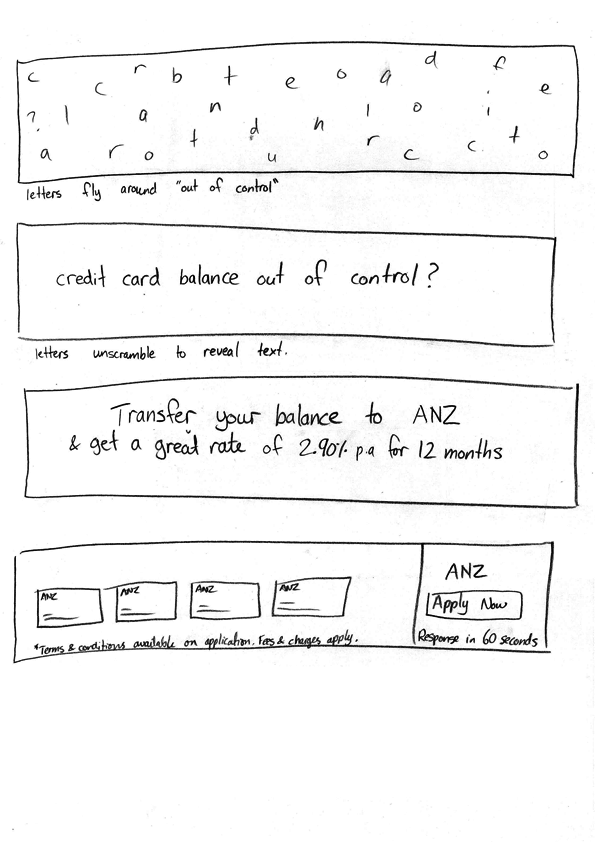 c c r b t e o a d f e
? l a n l o i
a r o t d u n r c c t o
letters fly around "out of control"
credit card balance out of control?
letters unscramble to reveal text.
Transfer your balance to ANZ
& get a great rate of 2.90% p.a for 12 months
ANZ ANZ ANZ ANZ
*Terms & conditions available on application. Fees & charges apply.
ANZ
Apply Now
Response in 60 seconds